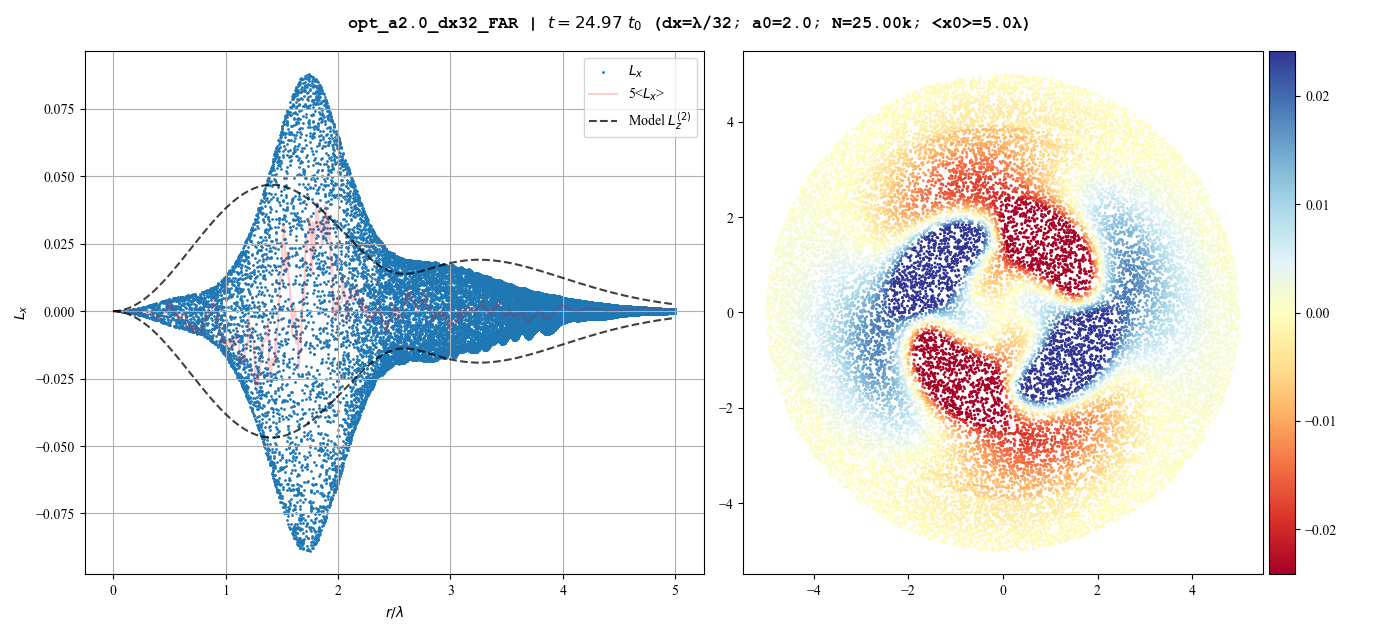 opt_a2.0_dx32_FAR | t = 24.97 t₀ (dx=λ/32; a0=2.0; N=25.00k; <x0>=5.0λ)
0.075
0.050
0.025
0.000
−0.025
−0.050
−0.075
Lₓ
0 1 2 3 4 5
r/λ
Lₓ
5<Lₓ>
Model L_z^(2)
4
2
0
−2
−4
−4 −2 0 2 4
0.02
0.01
0.00
−0.01
−0.02